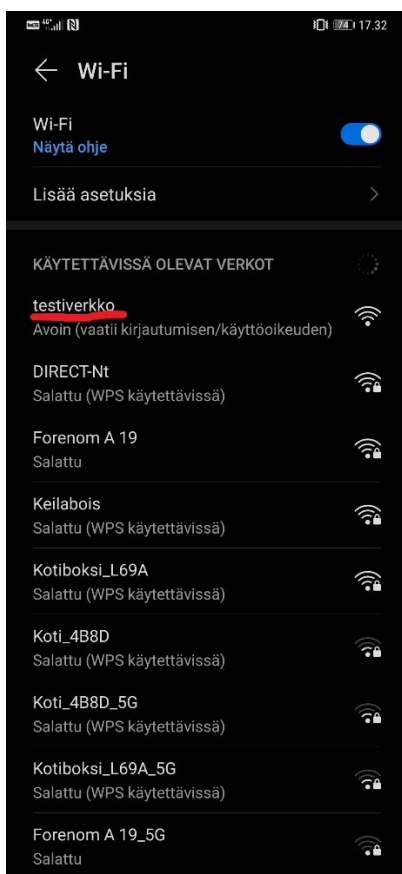 74 17.32
Wi-Fi
Wi-Fi
Näytä ohje
Lisää asetuksia
KÄYTETTÄVISSÄ OLEVAT VERKOT
testiverkko
Avoin (vaatii kirjautumisen/käyttöoikeuden)
DIRECT-Nt
Salattu (WPS käytettävissä)
Forenom A 19
Salattu
Keilabois
Salattu (WPS käytettävissä)
Kotiboksi_L69A
Salattu (WPS käytettävissä)
Koti_4B8D
Salattu (WPS käytettävissä)
Koti_4B8D_5G
Salattu (WPS käytettävissä)
Kotiboksi_L69A_5G
Salattu (WPS käytettävissä)
Forenom A 19_5G
Salattu